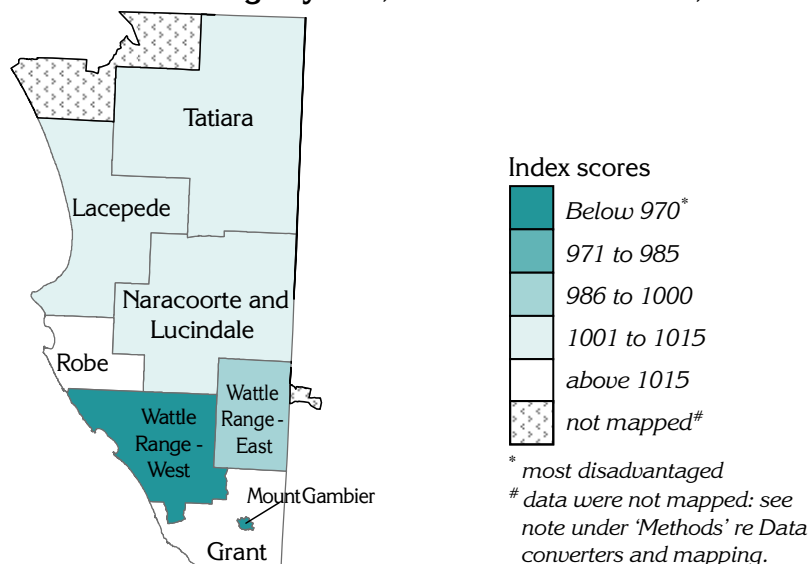 Tatiara
Lacepede
Naracoorte and
Lucindale
Robe
Wattle
Range -
East
Wattle
Range -
West
Mount Gambier
Grant
Index scores
Below 970*
971 to 985
986 to 1000
1001 to 1015
above 1015
not mapped#
* most disadvantaged
# data were not mapped: see
note under ‘Methods’ re Data
converters and mapping.